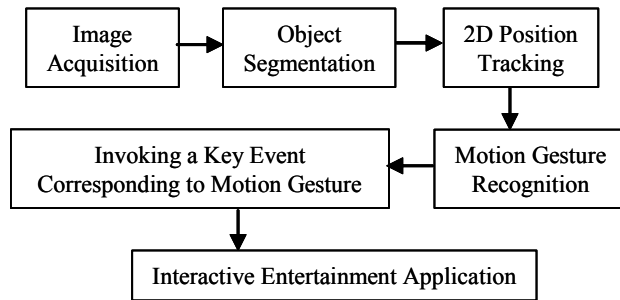 Image
Acquisition
Object
Segmentation
2D Position
Tracking
Invoking a Key Event
Corresponding to Motion Gesture
Motion Gesture
Recognition
Interactive Entertainment Application